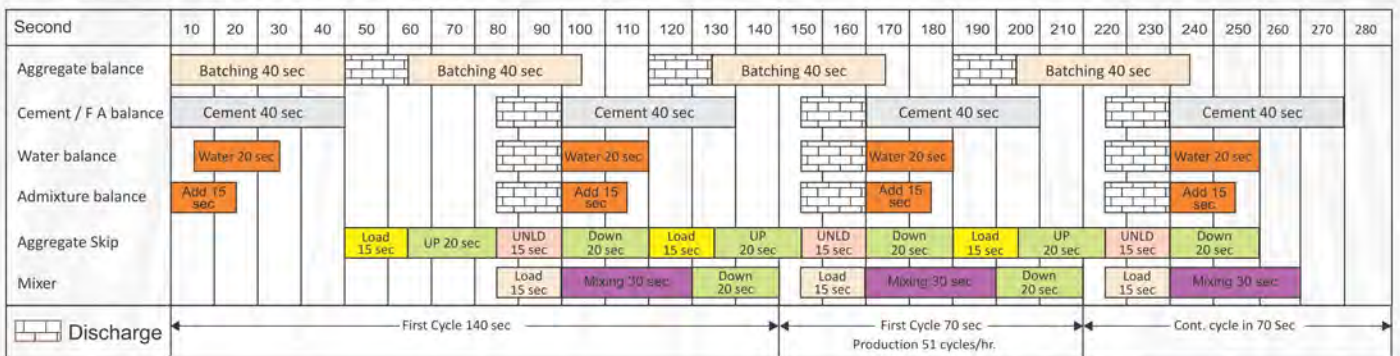 Second 10 20 30 40 50 60 70 80 90 100 110 120 130 140 150 160 170 180 190 200 210 220 230 240 250 260 270 280
Aggregate balance Batching 40 sec Batching 40 sec Batching 40 sec Batching 40 sec
Cement / F A balance Cement 40 sec Cement 40 sec Cement 40 sec Cement 40 sec
Water balance Water 20 sec Water 20 sec Water 20 sec Water 20 sec
Admixture balance
Add 15
sec
Add 15
sec
Add 15
sec
Add 15
sec
Aggregate Skip
Load
15 sec
UP 20 sec
UNLD
15 sec
Down
20 sec
Load
15 sec
UP
20 sec
UNLD
15 sec
Down
20 sec
Load
15 sec
UP
20 sec
UNLD
15 sec
Down
20 sec
Mixer
Load
15 sec
Mixing 30 sec
Down
20 sec
Load
15 sec
Mixing 30 sec
Down
20 sec
Load
15 sec
Mixing 30 sec
Discharge
First Cycle 140 sec
First Cycle 70 sec
Production 51 cycles/hr.
Cont. cycle in 70 Sec